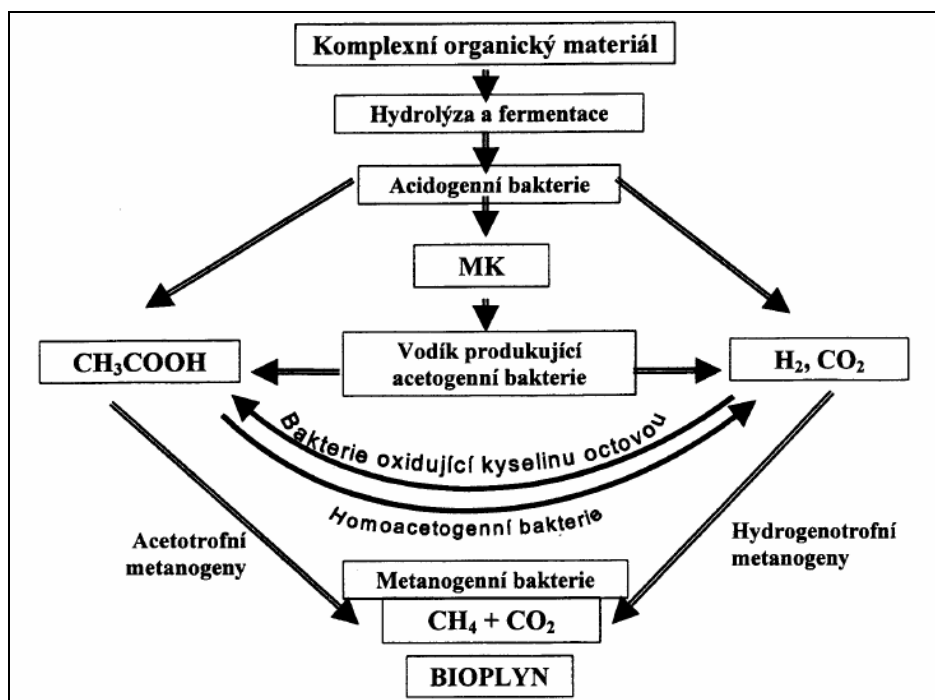 Komplexní organický materiál
Hydrolýza a fermentace
Acidogenní bakterie
MK
CH₃COOH
Vodík produkující
acetogenní bakterie
H₂, CO₂
Bakterie oxidující kyselinu octovou
Homoacetogenní bakterie
Acetotrofní
metanogeny
Hydrogenotrofní
metanogeny
Metanogenní bakterie
CH₄ + CO₂
BIOPLYN